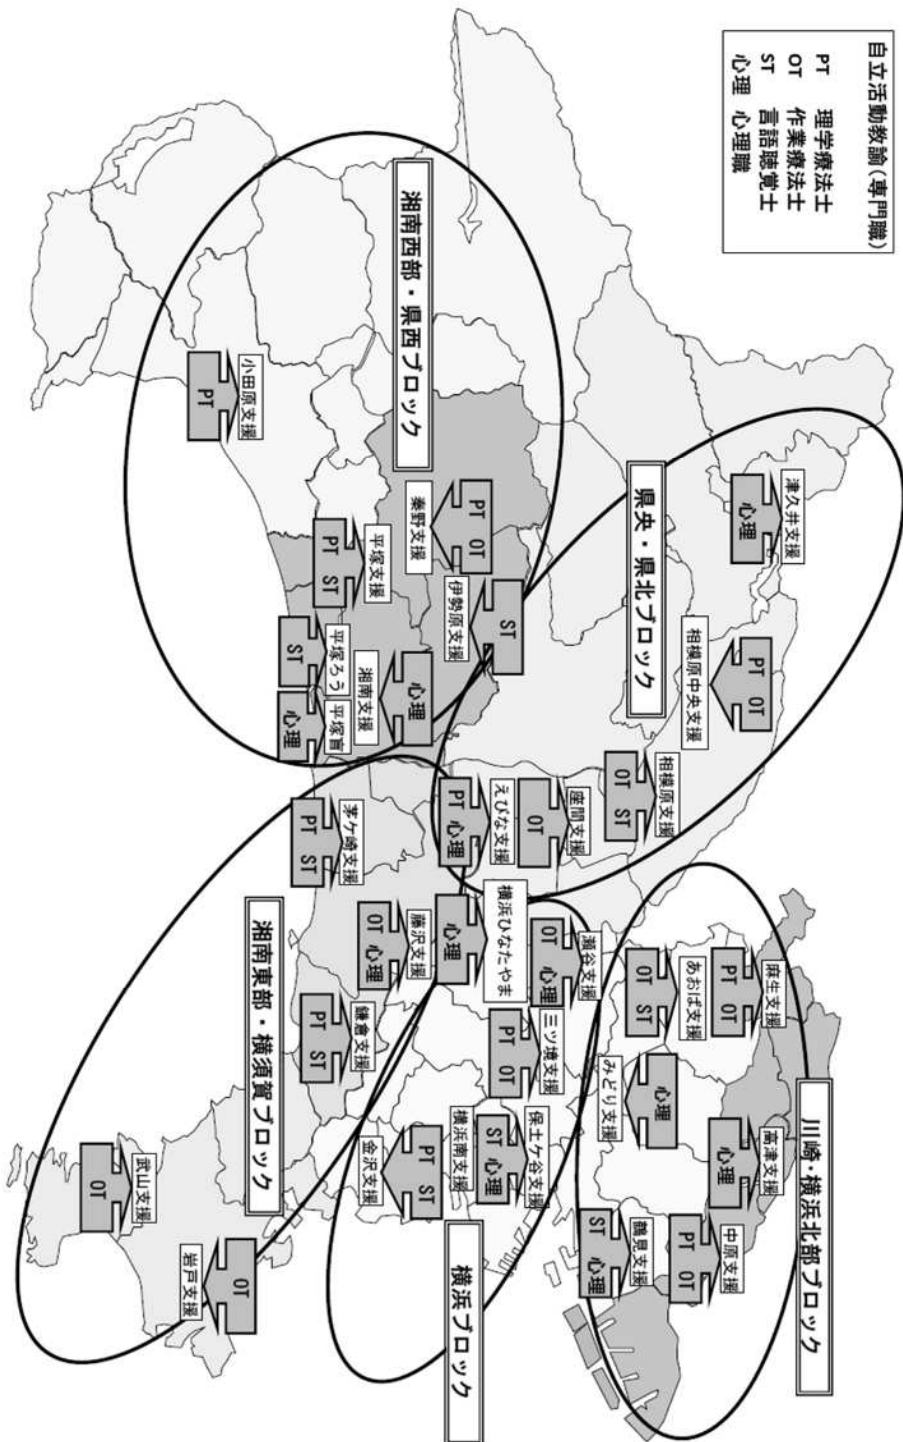 自立活動教諭(専門職)
PT 理学療法士
OT 作業療法士
ST 言語聴覚士
心理 心理職
県央・県北ブロック
津久井支援
心理
PT OT
相模原中央支援
相模原支援
OT ST
座間支援
OT
えびな支援
PT 心理
川崎・横浜北部ブロック
麻生支援
PT OT
あおば支援
OT ST
心理
みどり支援
高津支援
心理
中原支援
PT OT
鶴見支援
ST 心理
湘南西部・県西ブロック
小田原支援
PT
PT OT
秦野支援
ST
伊勢原支援
平塚支援
PT ST
平塚ろう
ST
平塚盲
心理
心理
湘南支援
横浜ブロック
瀬谷支援
OT 心理
横浜ひなたやま
心理
三ツ境支援
PT OT
保土ケ谷支援
ST 心理
横浜南支援
PT ST
金沢支援
湘南東部・横須賀ブロック
茅ケ崎支援
PT ST
藤沢支援
OT 心理
鎌倉支援
PT ST
武山支援
OT
OT
岩戸支援